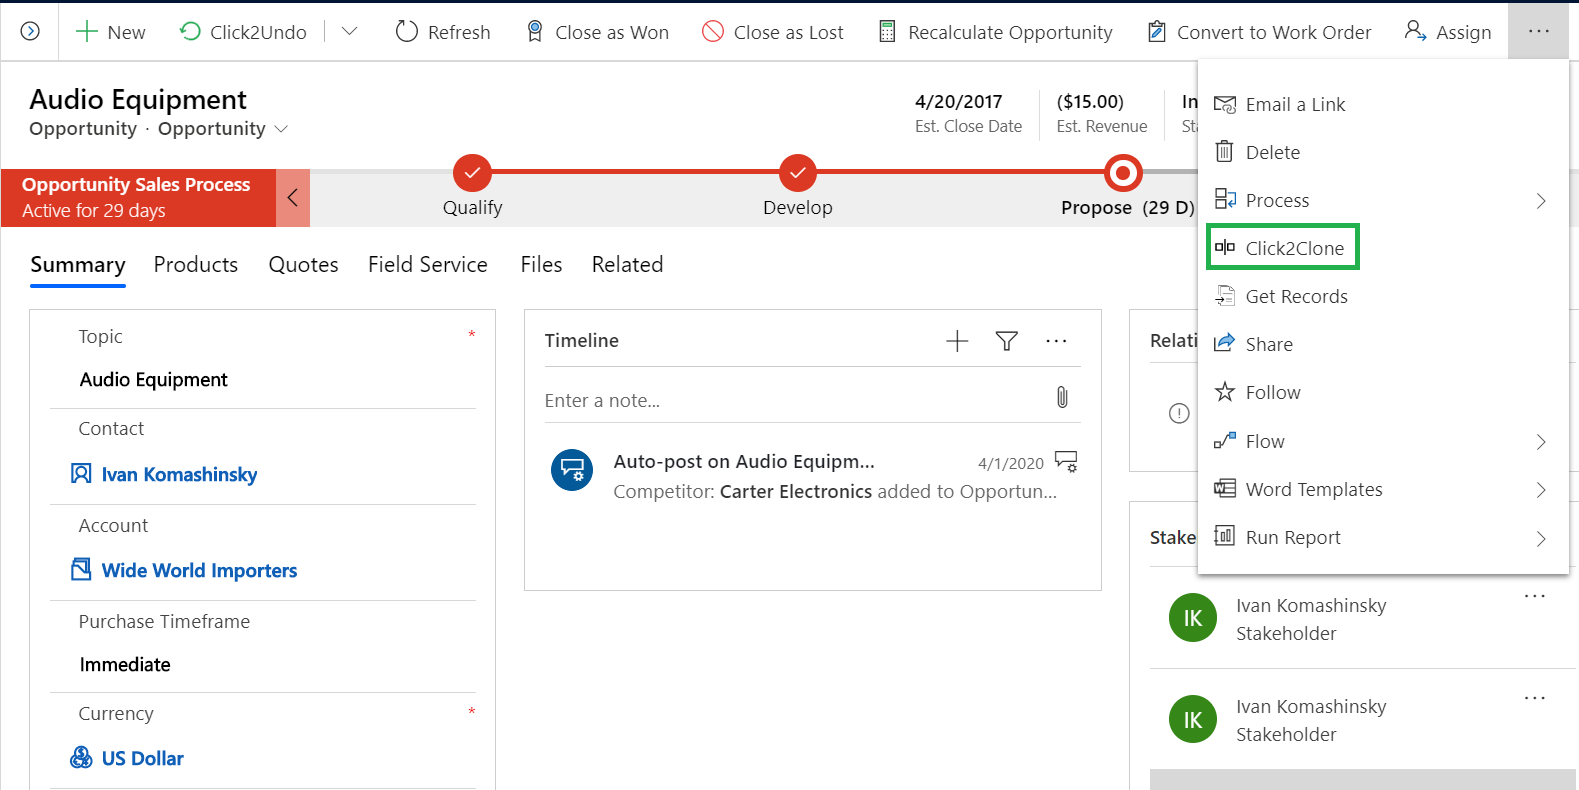 New
Click2Undo
Refresh
Close as Won
Close as Lost
Recalculate Opportunity
Convert to Work Order
Assign
Audio Equipment
Opportunity · Opportunity
4/20/2017
Est. Close Date
($15.00)
Est. Revenue
Opportunity Sales Process
Active for 29 days
Qualify
Develop
Propose (29 D)
Email a Link
Delete
Process
Click2Clone
Get Records
Share
Follow
Flow
Word Templates
Run Report
Summary
Products
Quotes
Field Service
Files
Related
Topic *
Audio Equipment
Contact
Ivan Komashinsky
Account
Wide World Importers
Purchase Timeframe
Immediate
Currency *
US Dollar
Timeline
Enter a note...
Auto-post on Audio Equipm...
4/1/2020
Competitor: Carter Electronics added to Opportun...
Relati
Stake
IK
Ivan Komashinsky
Stakeholder
IK
Ivan Komashinsky
Stakeholder